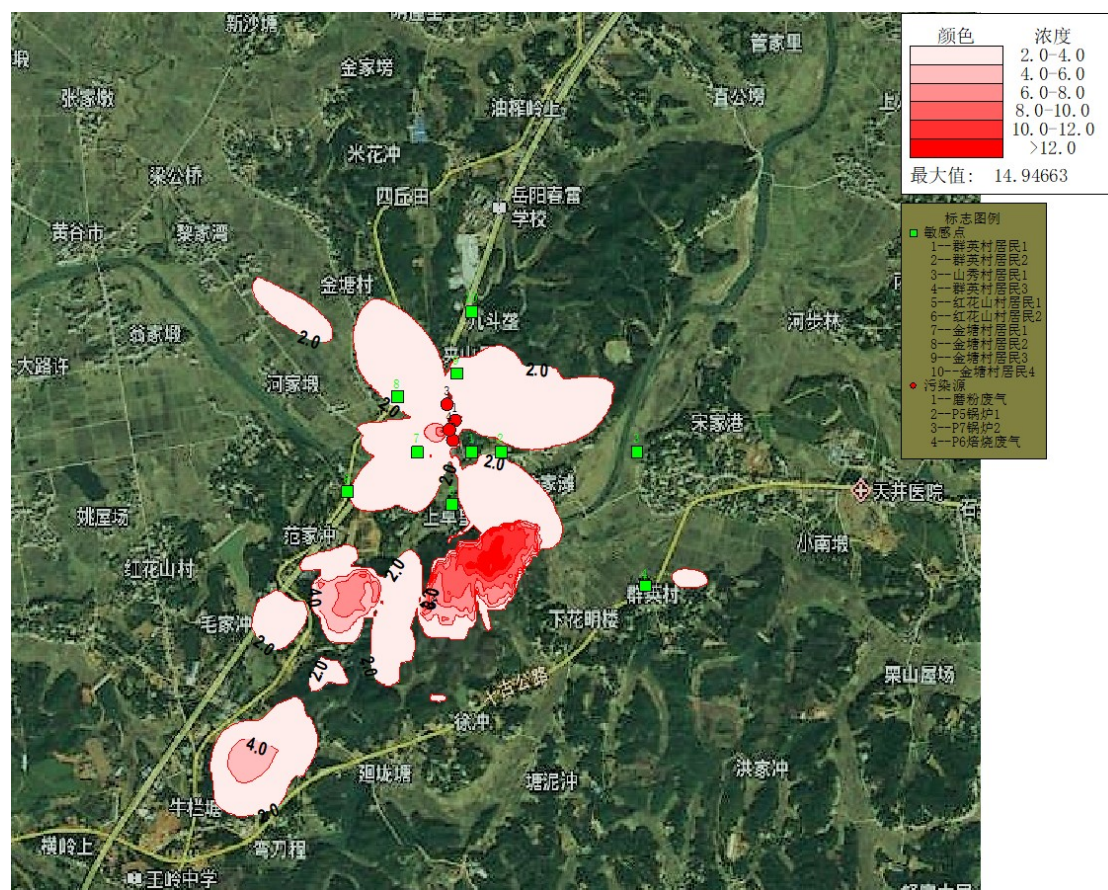 新沙塘
管家里
金家塝
张家墩
油榨岭上
直公塝
米花冲
梁公桥
四丘田
岳阳春雷
学校
黄谷市
黎家湾
金塘村
九斗垄
河步林
翁家塅
2.0
大路许
2.0
河家塅
8
3
2.0
宋家港
7
2.0
2.0
天井医院
姚屋场
范家冲
小南塅
红花山村
2.0
4.0
群英村
毛家冲
下花明楼
2.0
2.0
2.0
栗山屋场
十古公路
徐冲
4.0
廻垅塘
塘泥冲
洪家冲
牛栏塘
2.0
横岭上
弯刀程
王岭中学
颜色 浓度
2.0-4.0
4.0-6.0
6.0-8.0
8.0-10.0
10.0-12.0
>12.0
最大值: 14.94663
标志图例
敏感点
1--群英村居民1
2--群英村居民2
3--山秀村居民1
4--群英村居民3
5--红花山村居民1
6--红花山村居民2
7--金塘村居民1
8--金塘村居民2
9--金塘村居民3
10--金塘村居民4
污染源
1--磨粉废气
2--P5锅炉1
3--P7锅炉2
4--P6焙烧废气